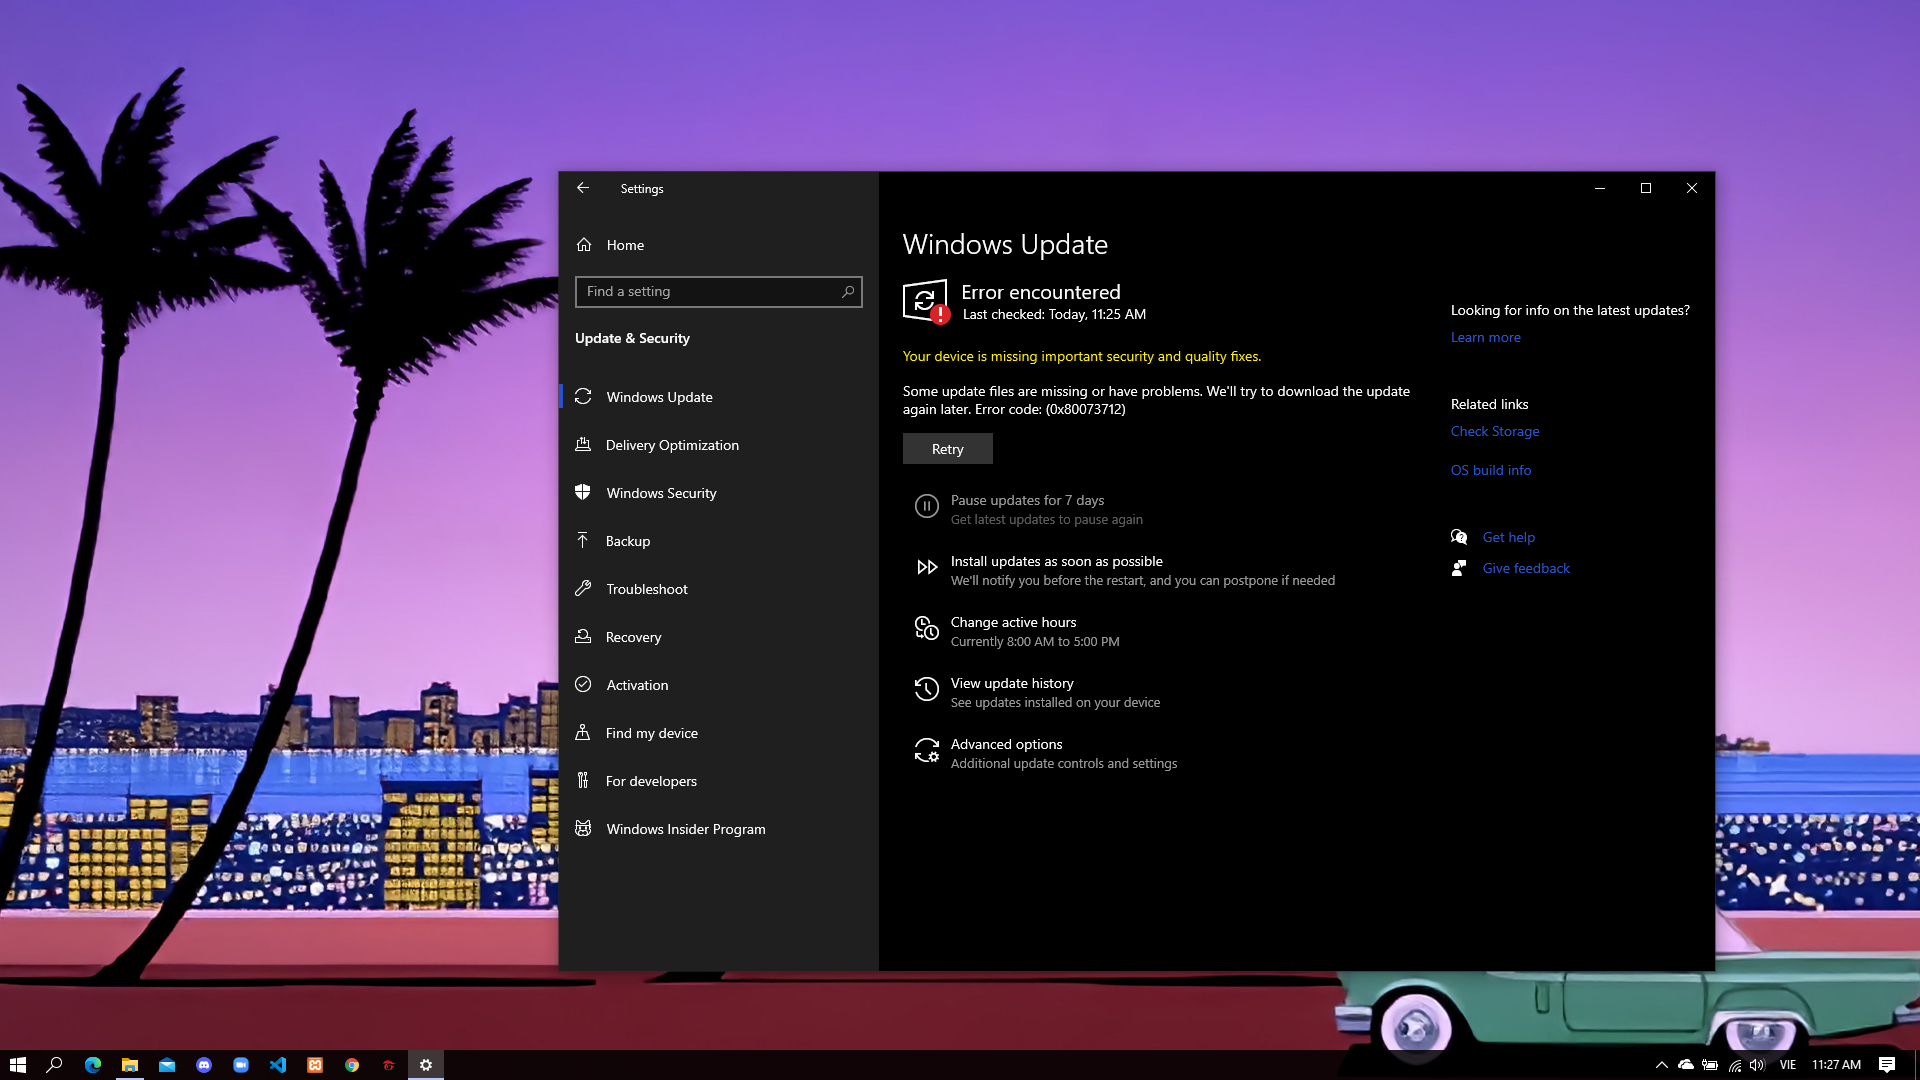 Settings
Home
Find a setting
Update & Security
Windows Update
Delivery Optimization
Windows Security
Backup
Troubleshoot
Recovery
Activation
Find my device
For developers
Windows Insider Program
Windows Update
Error encountered
Last checked: Today, 11:25 AM
Your device is missing important security and quality fixes.
Some update files are missing or have problems. We'll try to download the update
again later. Error code: (0x80073712)
Retry
Pause updates for 7 days
Get latest updates to pause again
Install updates as soon as possible
We'll notify you before the restart, and you can postpone if needed
Change active hours
Currently 8:00 AM to 5:00 PM
View update history
See updates installed on your device
Advanced options
Additional update controls and settings
Looking for info on the latest updates?
Learn more
Related links
Check Storage
OS build info
Get help
Give feedback
VIE
11:27 AM